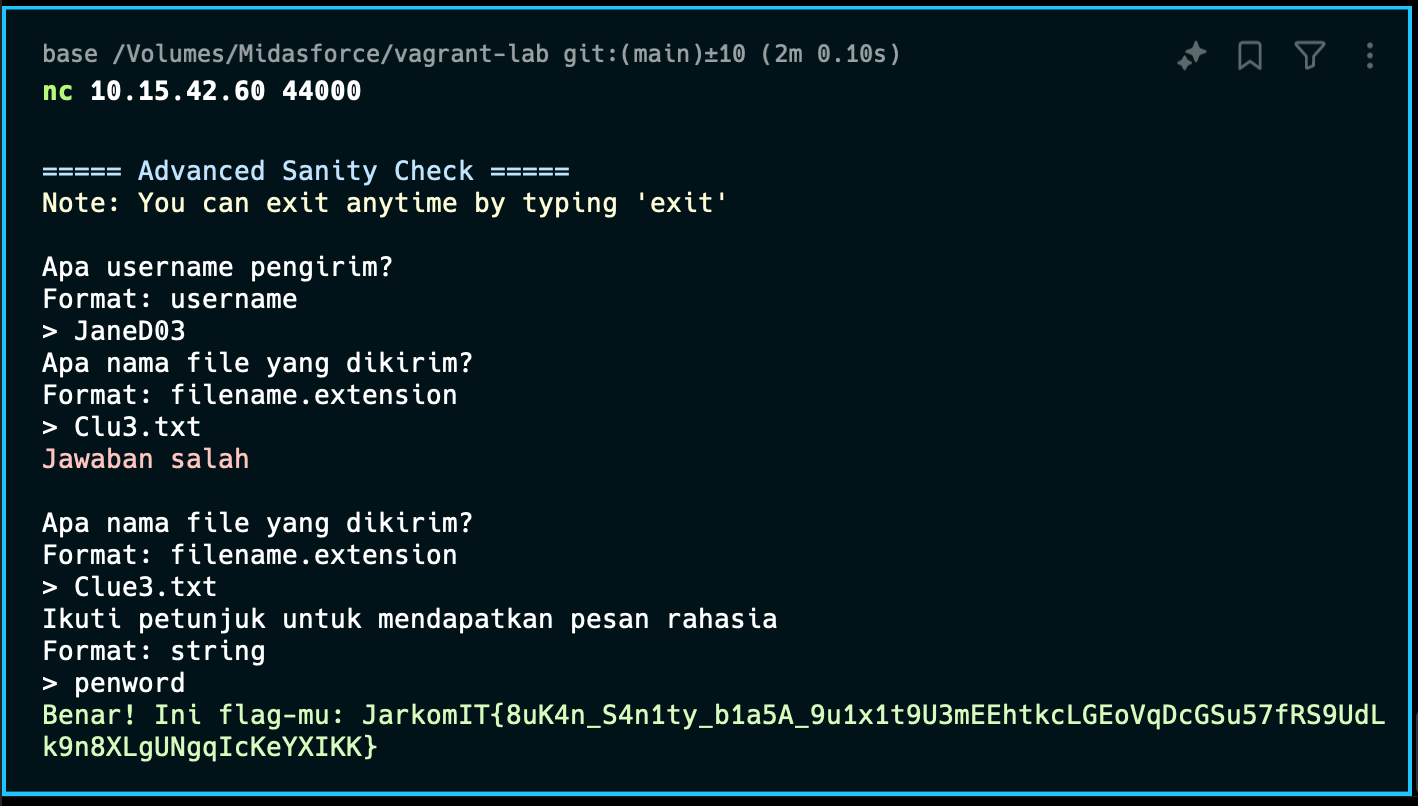 base /Volumes/Midasforce/vagrant-lab git:(main)±10 (2m 0.10s)
nc 10.15.42.60 44000
===== Advanced Sanity Check =====
Note: You can exit anytime by typing 'exit'
Apa username pengirim?
Format: username
> JaneD03
Apa nama file yang dikirim?
Format: filename.extension
> Clu3.txt
Jawaban salah
Apa nama file yang dikirim?
Format: filename.extension
> Clue3.txt
Ikuti petunjuk untuk mendapatkan pesan rahasia
Format: string
> penword
Benar! Ini flag-mu: JarkomIT{8uK4n_S4n1ty_b1a5A_9u1x1t9U3mEEhtkcLGEoVqDcGSu57fRS9UdL
k9n8XLgUNgqIcKeYXIKK}